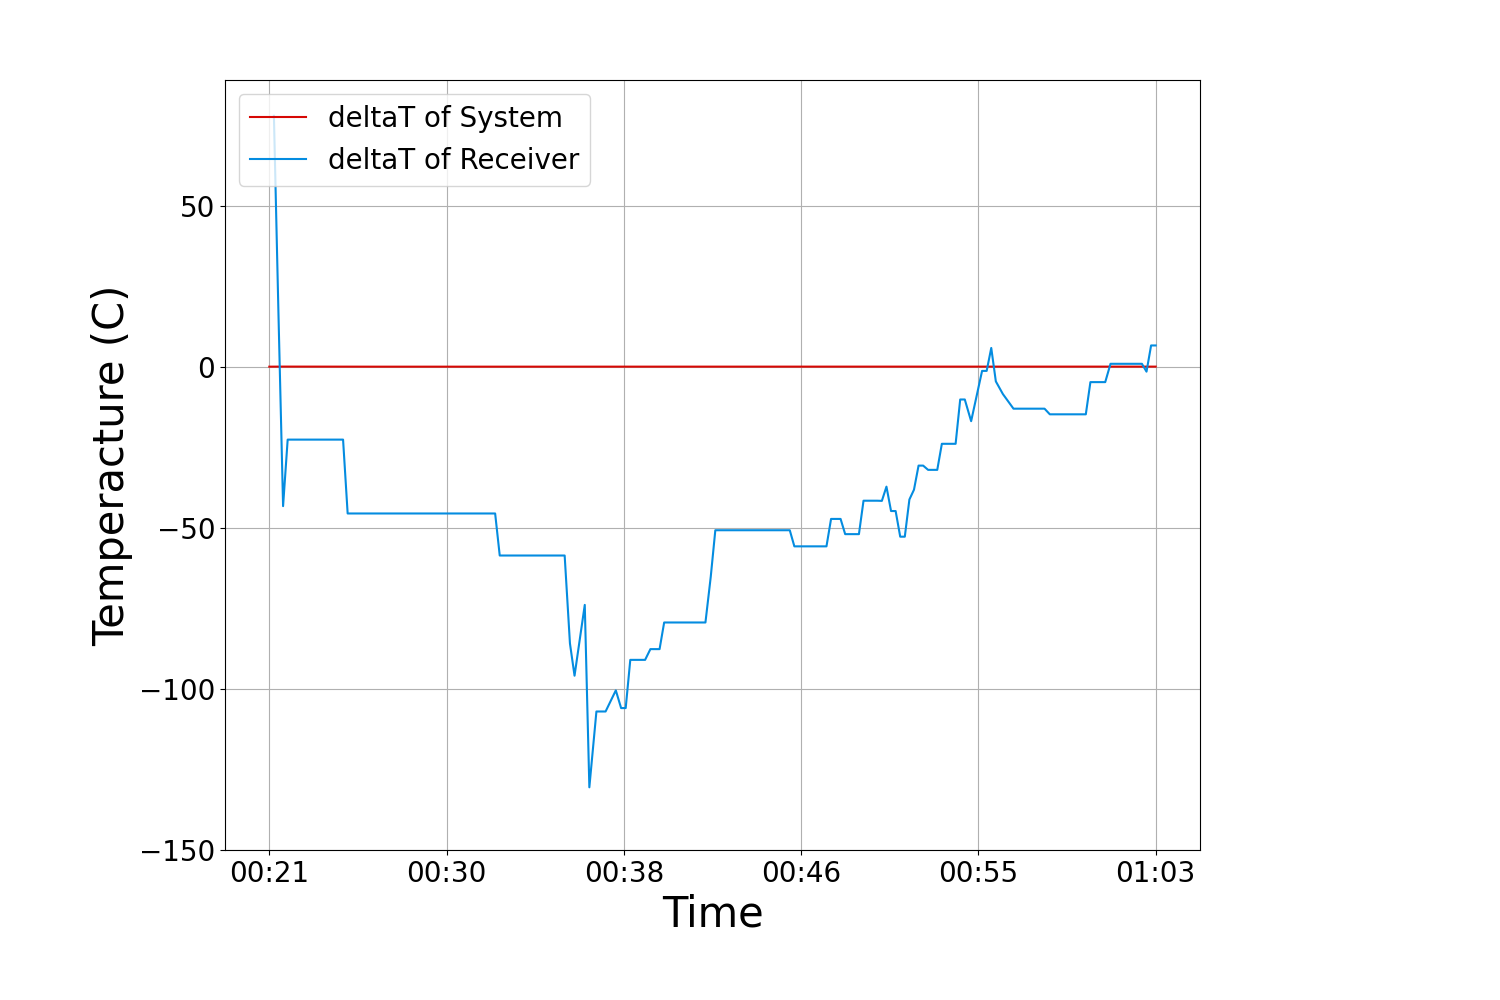 deltaT of System
deltaT of Receiver
50
0
−50
−100
−150
Temperacture (C)
00:21 00:30 00:38 00:46 00:55 01:03
Time